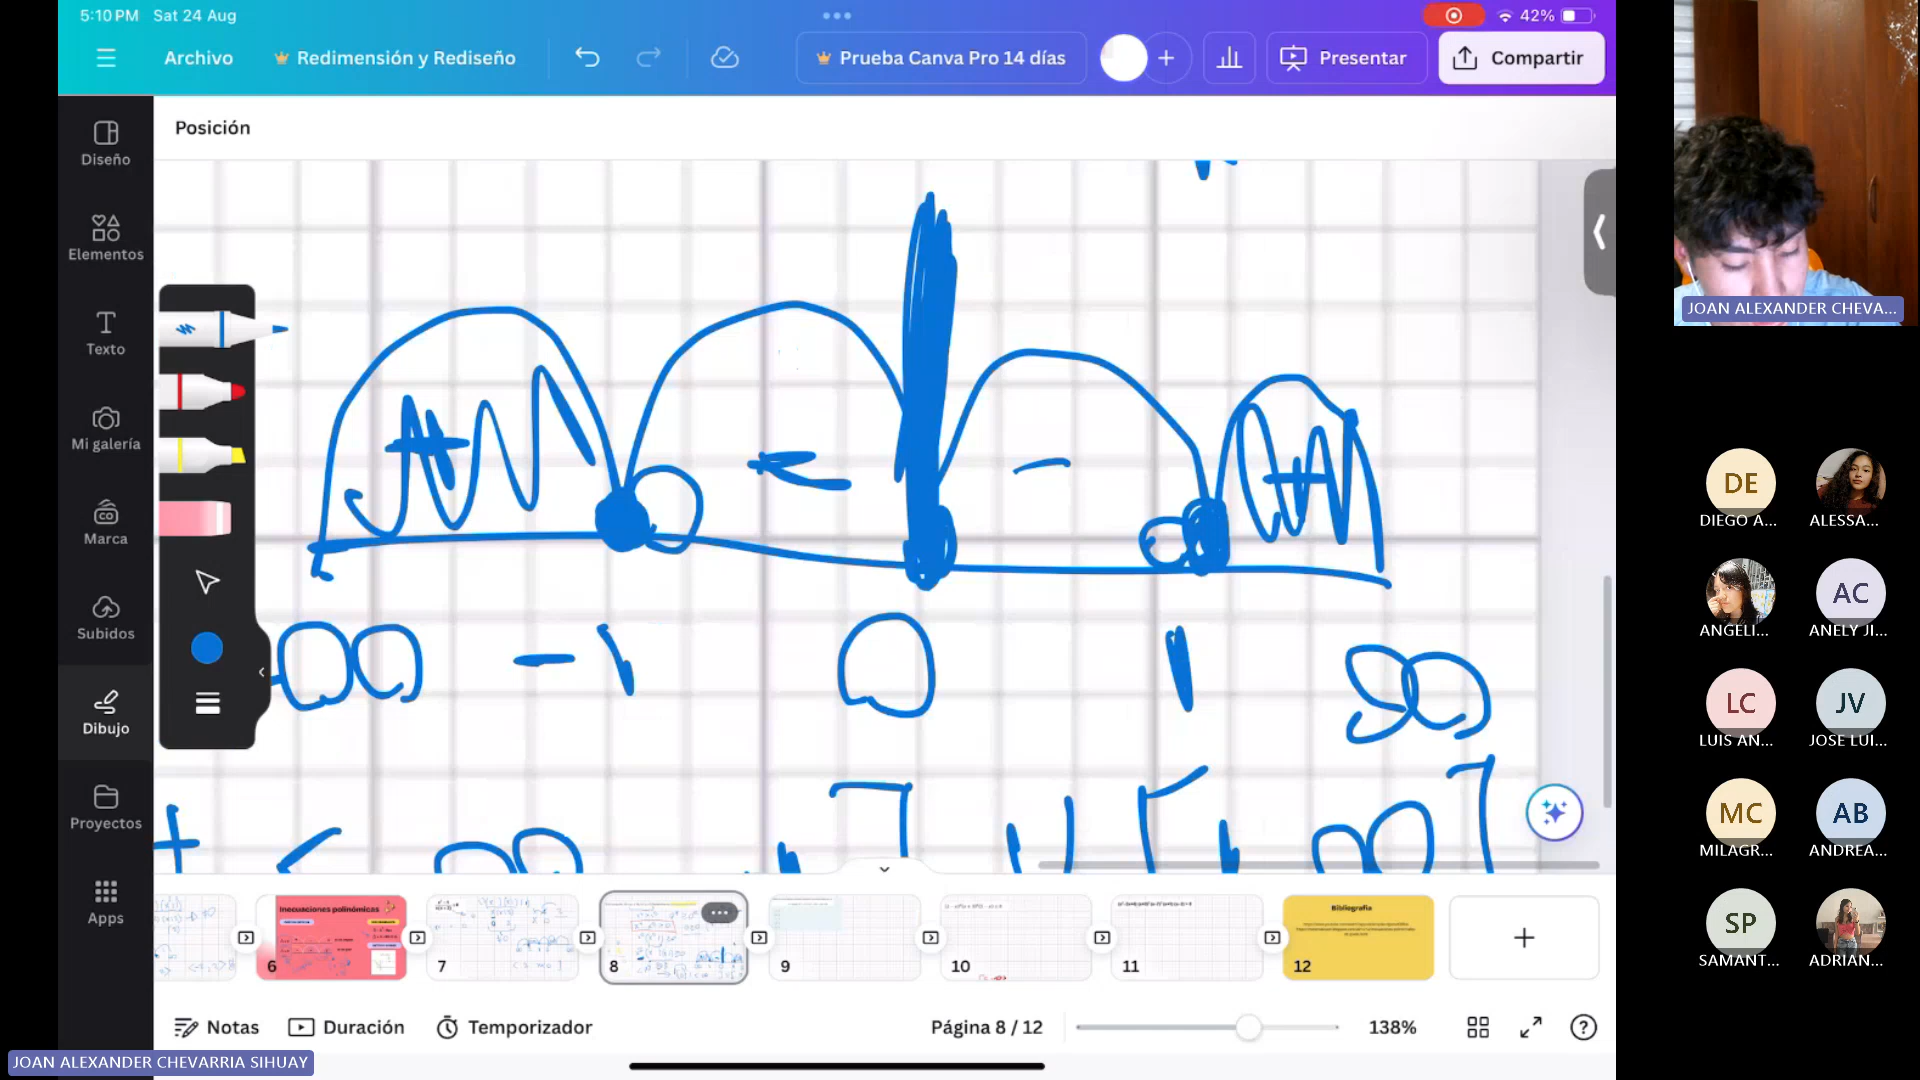 5:10 PM Sat 24 Aug
42%
Archivo
Redimensión y Rediseño
Prueba Canva Pro 14 días
Presentar
Compartir
Posición
Diseño
Elementos
Texto
Mi galería
Marca
Subidos
Dibujo
Proyectos
Apps
+ - - +
-∞ -1 0 1 ∞
Inecuaciones polinómicas
Bibliografía
6
7
8
9
10
11
12
Notas
Duración
Temporizador
Página 8 / 12
138%
JOAN ALEXANDER CHEVARRIA SIHUAY
JOAN ALEXANDER CHEVA...
DE
DIEGO A...
ALESSA...
ANGELI...
AC
ANELY JI...
LC
LUIS AN...
JV
JOSE LUI...
MC
MILAGR...
AB
ANDREA...
SP
SAMANT...
ADRIAN...